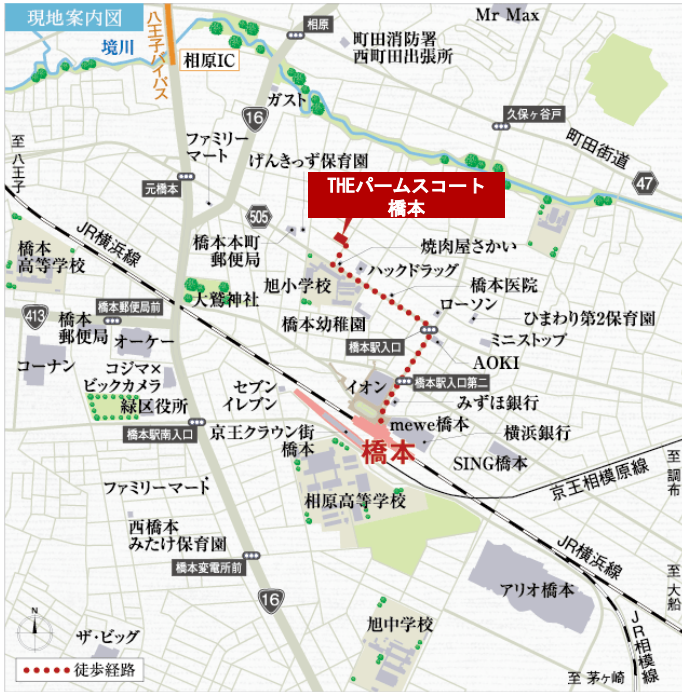 現地案内図
Mr Max
八王子バイパス
境川
相原
町田消防署
西町田出張所
相原IC
ガスト
16
久保ヶ谷戸
至 八王子
ファミリー
マート
げんきっず保育園
町田街道
元橋本
THEパームスコート
橋本
47
JR横浜線
505
橋本本町
郵便局
焼肉屋さかい
橋本
高等学校
旭小学校
ハックドラッグ
大鷲神社
橋本医院
ローソン
413
橋本郵便局前
橋本幼稚園
ひまわり第2保育園
橋本
郵便局
オーケー
橋本駅入口
ミニストップ
コーナン
コジマ×
ビックカメラ
AOKI
セブン
イレブン
イオン
橋本駅入口第二
緑区役所
みずほ銀行
橋本駅南入口
京王クラウン街
橋本
mewe橋本
横浜銀行
橋本
SING橋本
至 調布
京王相模原線
ファミリーマート
相原高等学校
西橋本
みたけ保育園
JR横浜線
橋本変電所前
アリオ橋本
至 大船
16
N
旭中学校
JR相模線
ザ・ビッグ
徒歩経路
至 茅ヶ崎